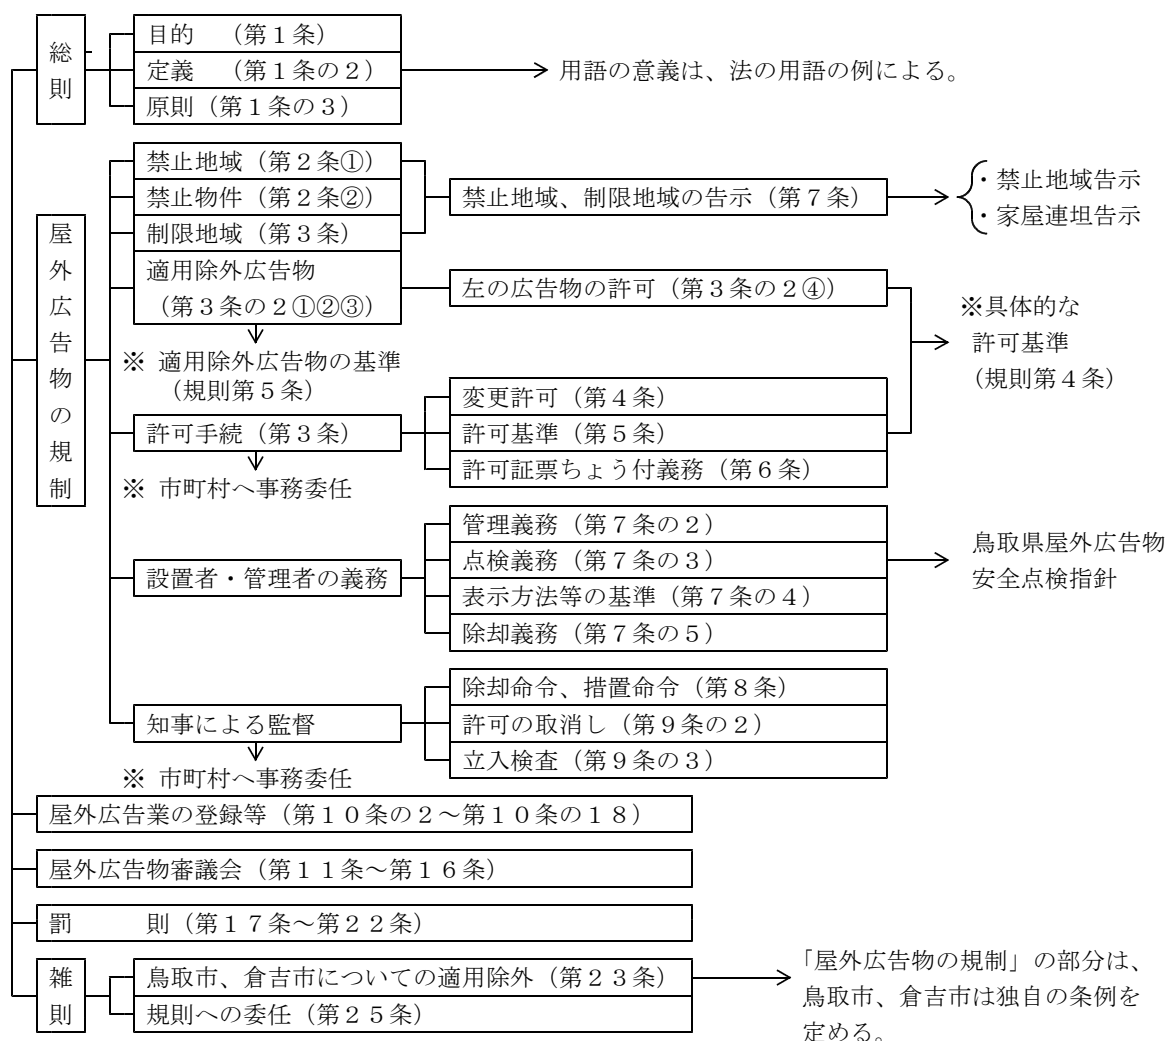 総則
目的　（第１条）
定義　（第１条の２）
用語の意義は、法の用語の例による。
原則（第１条の３）
屋外広告物の規制
禁止地域（第２条①）
禁止物件（第２条②）
制限地域（第３条）
禁止地域、制限地域の告示（第７条）
・禁止地域告示
・家屋連坦告示
適用除外広告物
（第３条の２①②③）
左の広告物の許可（第３条の２④）
※具体的な
許可基準
（規則第４条）
※ 適用除外広告物の基準
（規則第５条）
許可手続（第３条）
変更許可（第４条）
許可基準（第５条）
許可証票ちょう付義務（第６条）
※ 市町村へ事務委任
設置者・管理者の義務
管理義務（第７条の２）
点検義務（第７条の３）
表示方法等の基準（第７条の４）
除却義務（第７条の５）
鳥取県屋外広告物
安全点検指針
知事による監督
除却命令、措置命令（第８条）
許可の取消し（第９条の２）
立入検査（第９条の３）
※ 市町村へ事務委任
屋外広告業の登録等（第１０条の２～第１０条の１８）
屋外広告物審議会（第１１条～第１６条）
罰　　　則（第１７条～第２２条）
雑則
鳥取市、倉吉市についての適用除外（第２３条）
規則への委任（第２５条）
「屋外広告物の規制」の部分は、
鳥取市、倉吉市は独自の条例を
定める。